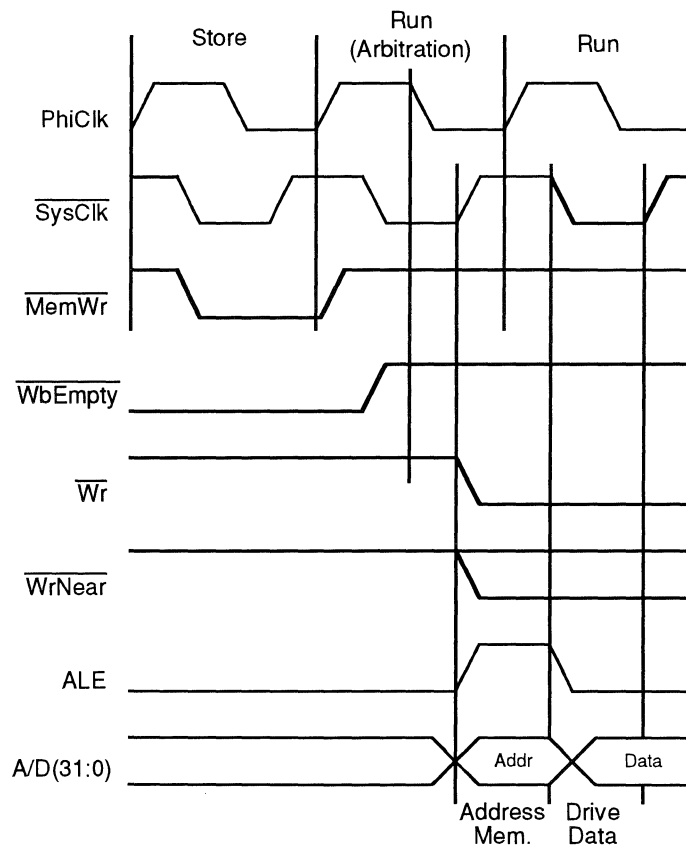 Store
Run
(Arbitration)
Run
PhiClk
SysClk
MemWr
WbEmpty
Wr
WrNear
ALE
A/D(31:0)
Addr
Data
Address
Mem.
Drive
Data